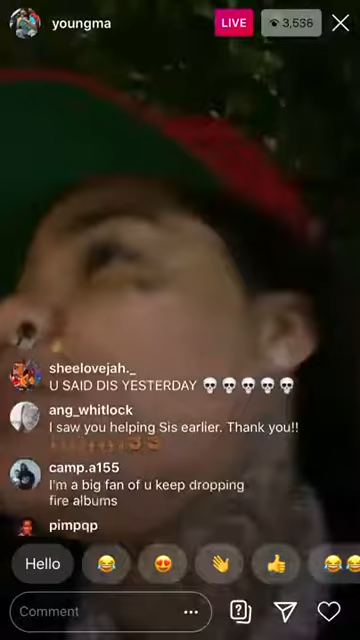 youngma
LIVE
3,536
sheelovejah._
U SAID DIS YESTERDAY 💀💀💀💀💀
ang_whitlock
I saw you helping Sis earlier. Thank you!!
camp.a155
I'm a big fan of u keep dropping
fire albums
pimpqp
Hello 😂 😍 👋 👍 😂😂
Comment